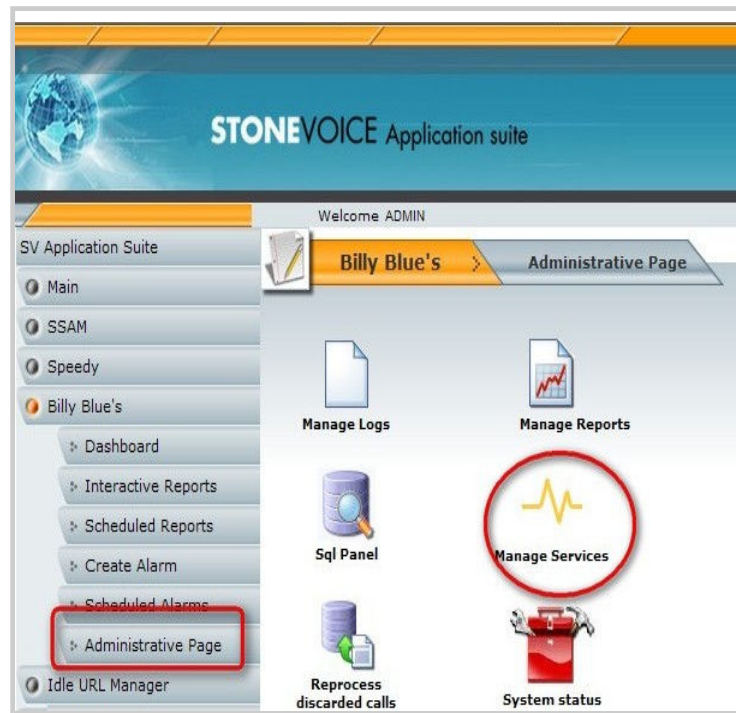 STONEVOICE Application suite
Welcome ADMIN
SV Application Suite
Main
SSAM
Speedy
Billy Blue's
Dashboard
Interactive Reports
Scheduled Reports
Create Alarm
Scheduled Alarms
Administrative Page
Idle URL Manager
Billy Blue's
Administrative Page
Manage Logs
Manage Reports
Sql Panel
Manage Services
Reprocess
discarded calls
System status